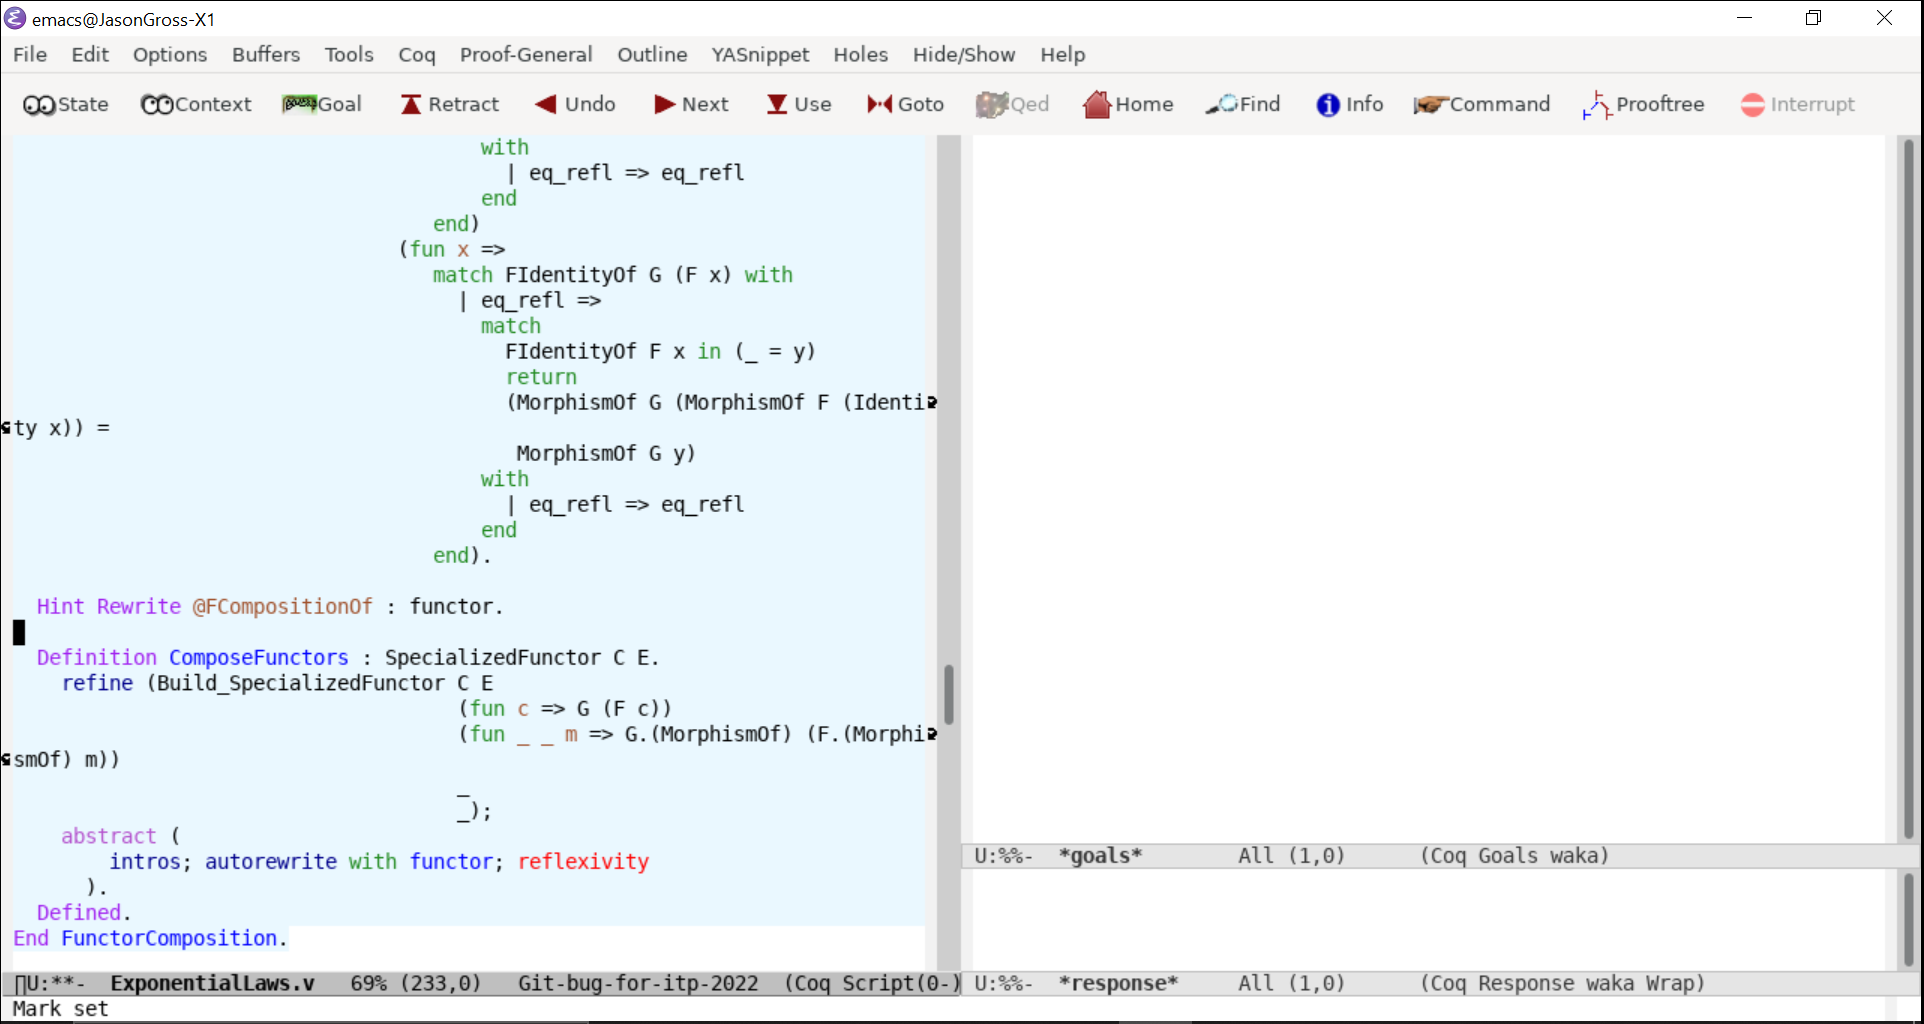 emacs@JasonGross-X1
File Edit Options Buffers Tools Coq Proof-General Outline YASnippet Holes Hide/Show Help
State Context Goal Retract Undo Next Use Goto Qed Home Find Info Command Prooftree Interrupt
with
| eq_refl => eq_refl
end
end)
(fun x =>
match FIdentityOf G (F x) with
| eq_refl =>
match
FIdentityOf F x in (_ = y)
return
(MorphismOf G (MorphismOf F (Identi
ty x)) =
MorphismOf G y)
with
| eq_refl => eq_refl
end
end).
Hint Rewrite @FCompositionOf : functor.
Definition ComposeFunctors : SpecializedFunctor C E.
refine (Build_SpecializedFunctor C E
(fun c => G (F c))
(fun _ _ m => G.(MorphismOf) (F.(Morphi
smOf) m))
_
_);
abstract (
intros; autorewrite with functor; reflexivity
).
Defined.
End FunctorComposition.
U:**- ExponentialLaws.v 69% (233,0) Git-bug-for-itp-2022 (Coq Script(0-)
Mark set
U:%%- *goals* All (1,0) (Coq Goals waka)
U:%%- *response* All (1,0) (Coq Response waka Wrap)